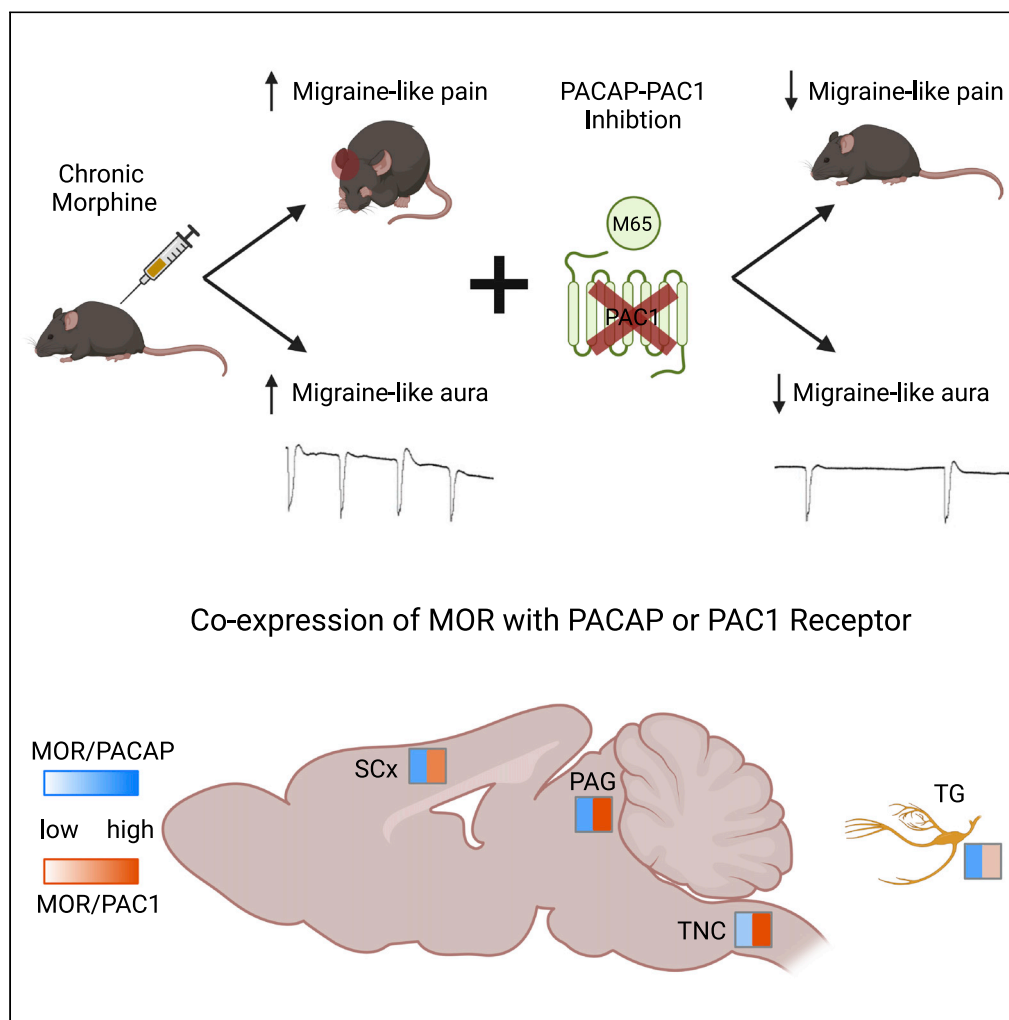 Migraine-like pain
PACAP-PAC1
Inhibtion
Migraine-like pain
Chronic
Morphine
M65
PAC1
Migraine-like aura
Migraine-like aura
Co-expression of MOR with PACAP or PAC1 Receptor
MOR/PACAP
low high
MOR/PAC1
SCx
PAG
TG
TNC